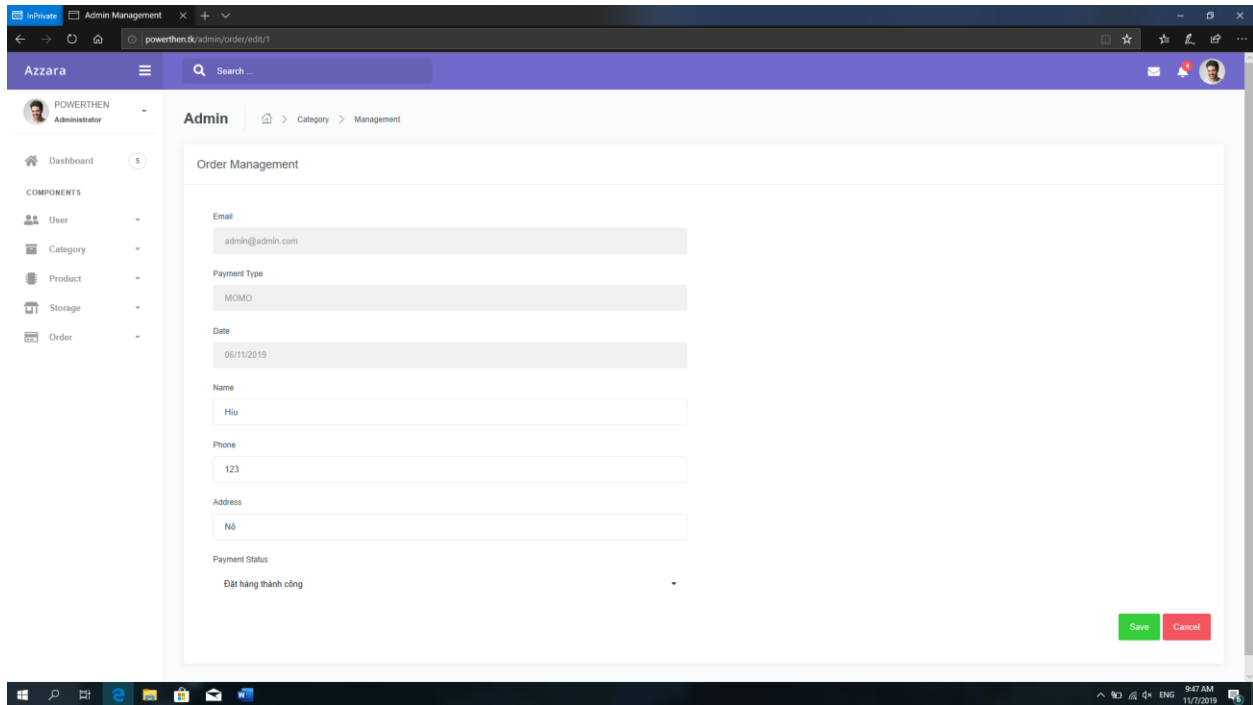 InPrivate Admin Management
powerthen.tk/admin/order/edit/1
Azzara Search ...
4
POWERTHEN
Administrator
Admin > Category > Management
Dashboard 5
COMPONENTS
User
Category
Product
Storage
Order
Order Management
Email
admin@admin.com
Payment Type
MOMO
Date
06/11/2019
Name
Híu
Phone
123
Address
Nô
Payment Status
Đặt hàng thành công
Save Cancel
ENG 9:47 AM
11/7/2019